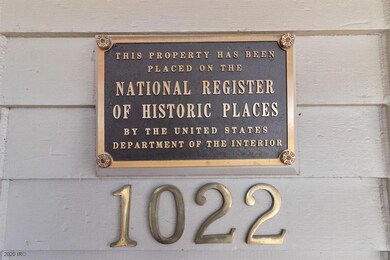 THIS PROPERTY HAS BEEN
PLACED ON THE
NATIONAL REGISTER
OF HISTORIC PLACES
BY THE UNITED STATES
DEPARTMENT OF THE INTERIOR
1022